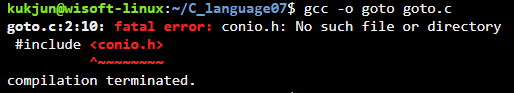 kukjun@wisoft-linux:~/C_language07$ gcc -o goto goto.c
goto.c:2:10: fatal error: conio.h: No such file or directory
 #include <conio.h>
          ^~~~~~~~~
compilation terminated.